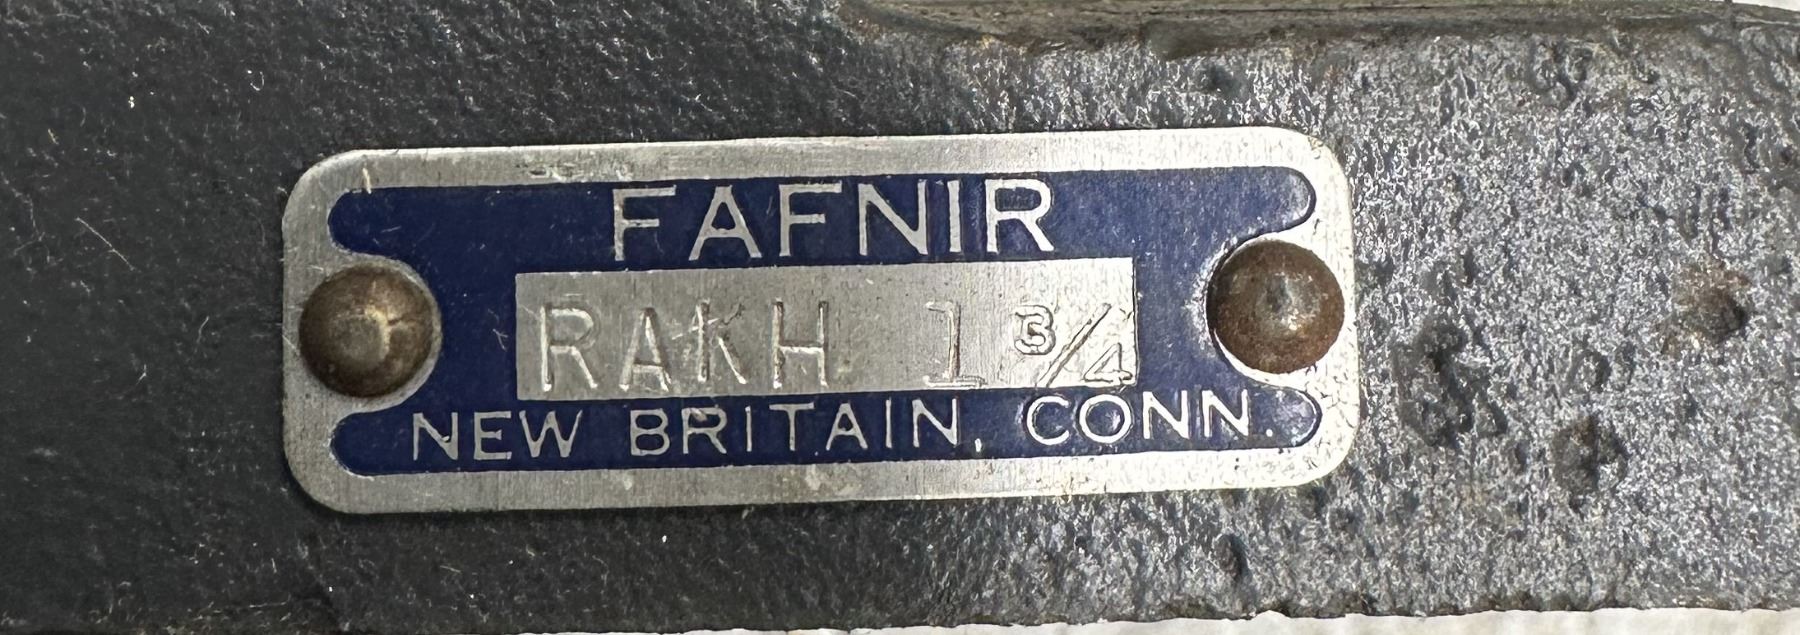 FAFNIR
RAKH 1 3/4
NEW BRITAIN, CONN.